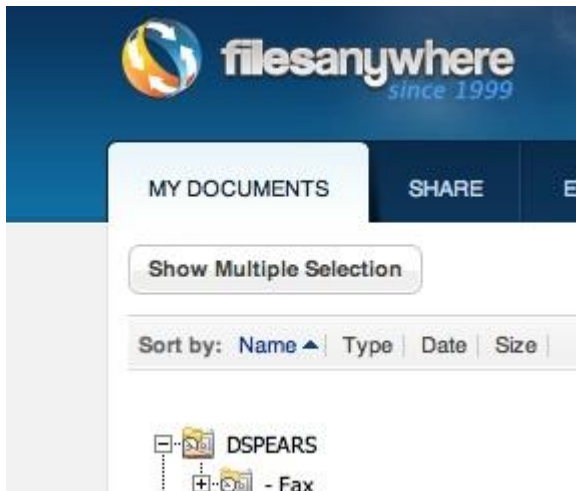 filesanywhere
since 1999
MY DOCUMENTS SHARE
Show Multiple Selection
Sort by: Name Type Date Size
DSPEARS
- Fax